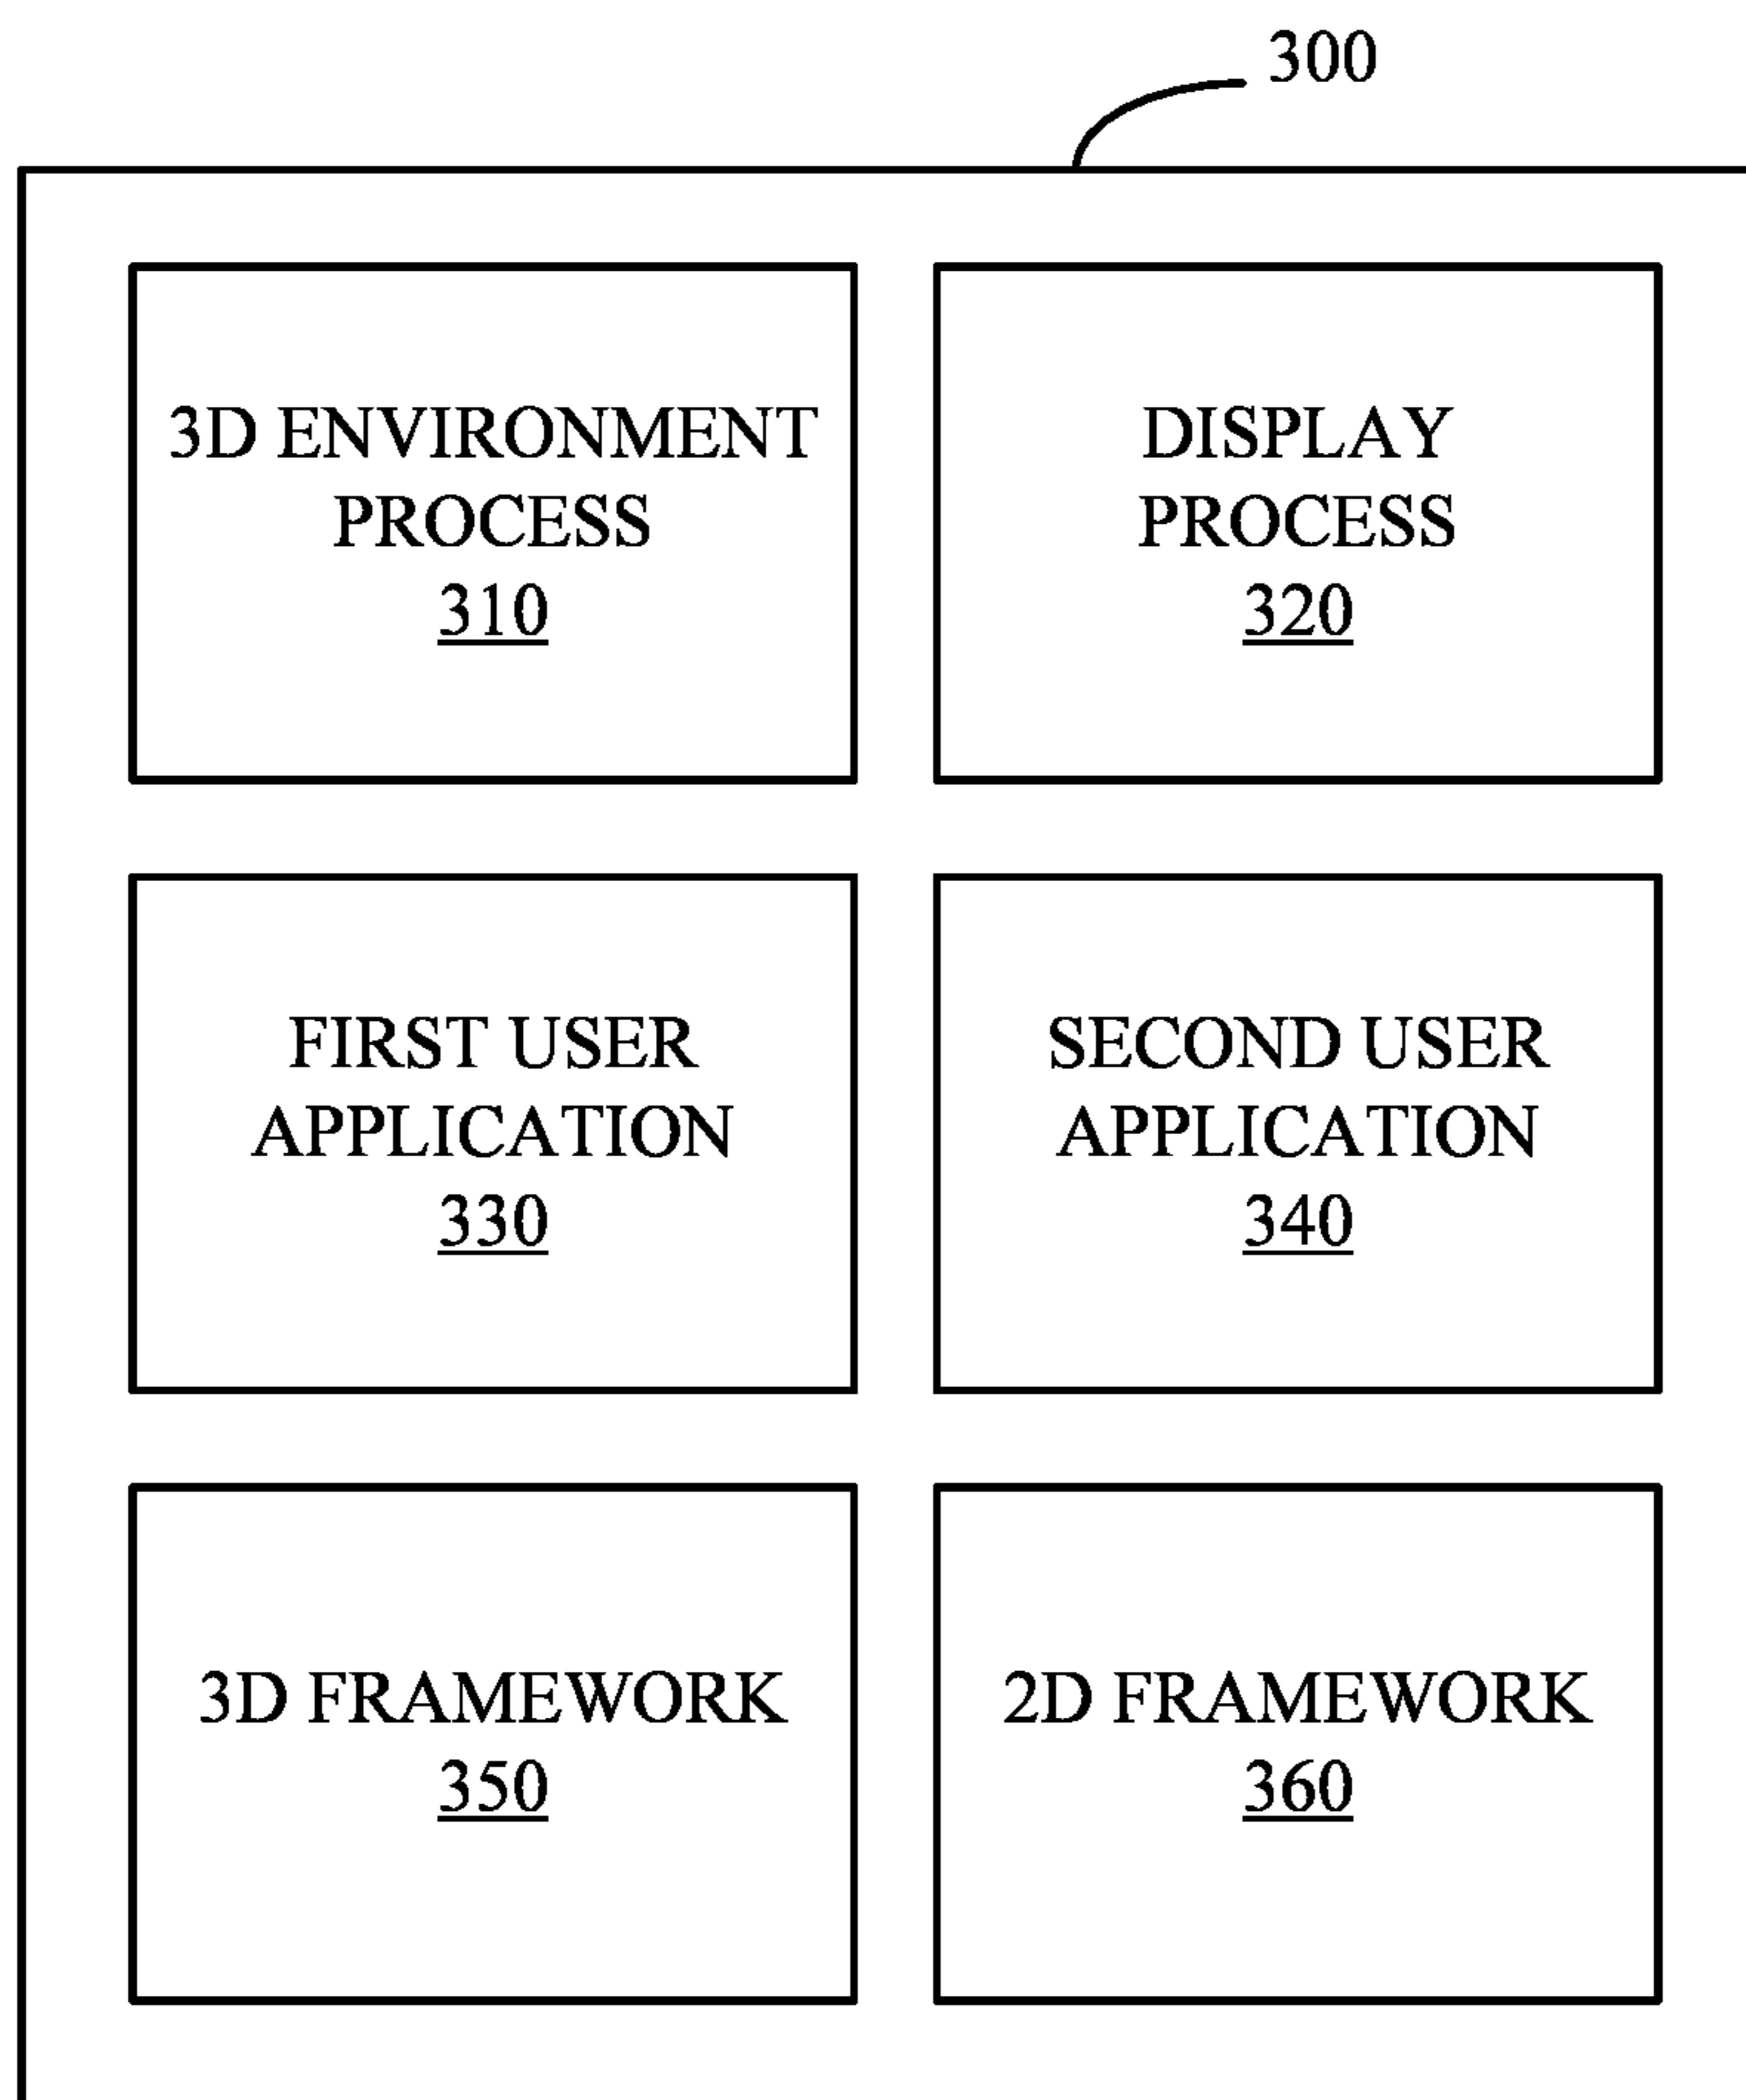 300
3D ENVIRONMENT
PROCESS
310
DISPLAY
PROCESS
320
FIRST USER
APPLICATION
330
SECOND USER
APPLICATION
340
3D FRAMEWORK
350
2D FRAMEWORK
360